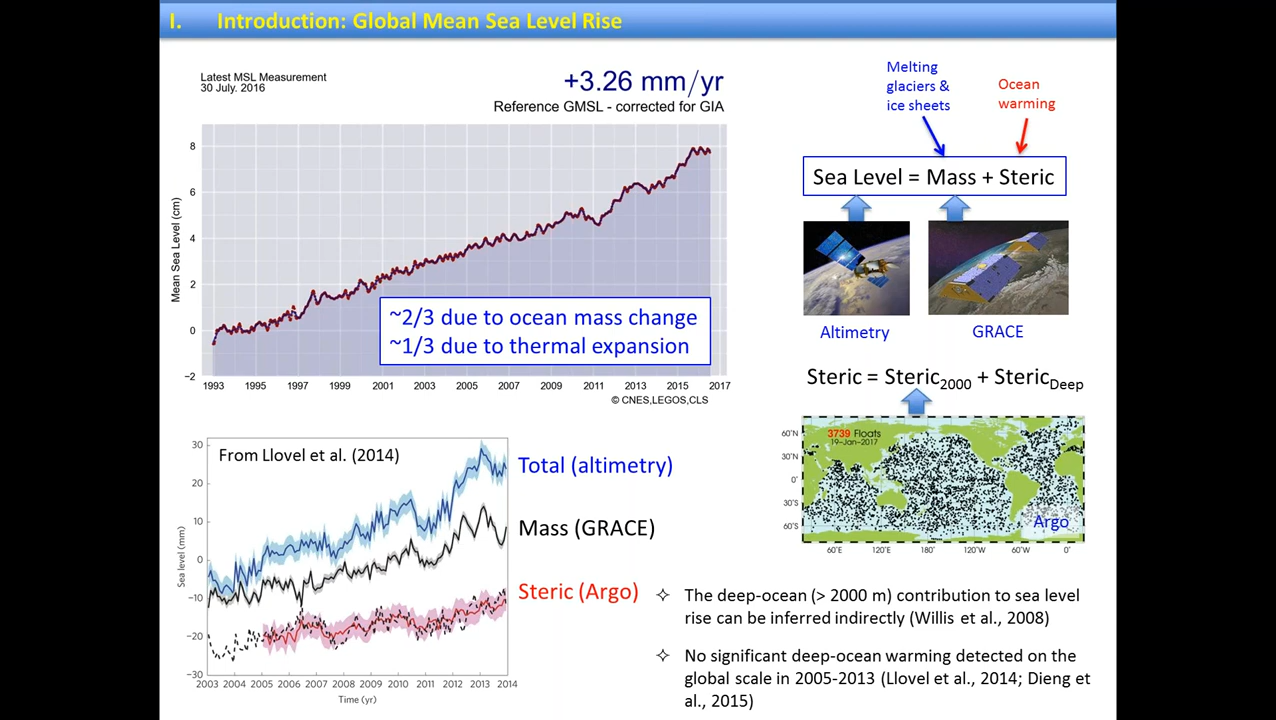 I. Introduction: Global Mean Sea Level Rise
Latest MSL Measurement
30 July. 2016
+3.26 mm/yr
Reference GMSL - corrected for GIA
Mean Sea Level (cm)
8
6
4
2
0
−2
1993 1995 1997 1999 2001 2003 2005 2007 2009 2011 2013 2015 2017
~2/3 due to ocean mass change
~1/3 due to thermal expansion
© CNES,LEGOS,CLS
Melting
glaciers &
ice sheets
Ocean
warming
Sea Level = Mass + Steric
Altimetry
GRACE
Steric = Steric2000 + StericDeep
3739 Floats
19-Jan-2017
60°N
30°N
0°
30°S
60°S
Argo
60°E 120°E 180° 120°W 60°W 0°
From Llovel et al. (2014)
Sea level (mm)
30
20
10
0
−10
−20
−30
2003 2004 2005 2006 2007 2008 2009 2010 2011 2012 2013 2014
Time (yr)
Total (altimetry)
Mass (GRACE)
Steric (Argo)
✧ The deep-ocean (> 2000 m) contribution to sea level
rise can be inferred indirectly (Willis et al., 2008)
✧ No significant deep-ocean warming detected on the
global scale in 2005-2013 (Llovel et al., 2014; Dieng et
al., 2015)